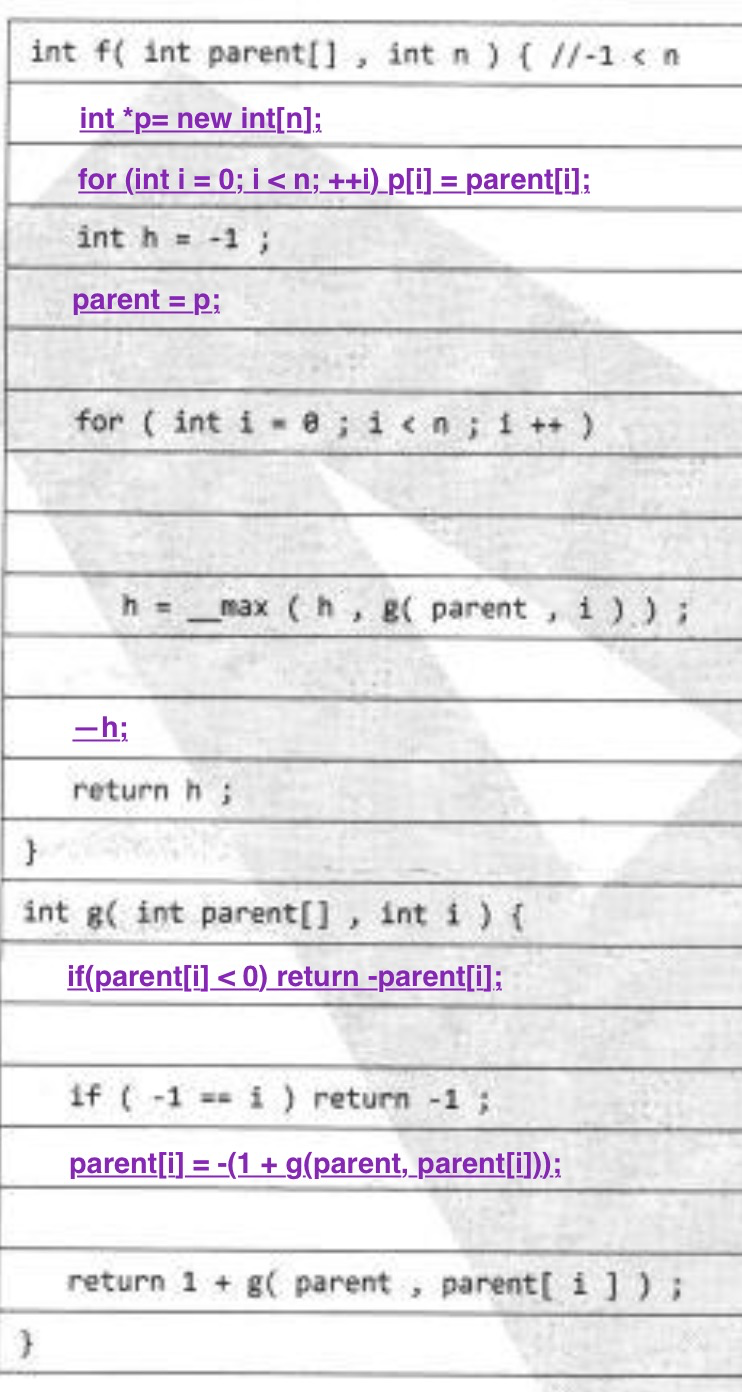 int f( int parent[] , int n ) { //-1 < n
int *p= new int[n];
for (int i = 0; i < n; ++i) p[i] = parent[i];
int h = -1 ;
parent = p;
for ( int i = 0 ; i < n ; i ++ )
h = __max ( h , g( parent , i ) ) ;
—h;
return h ;
}
int g( int parent[] , int i ) {
if(parent[i] < 0) return -parent[i];
if ( -1 == i ) return -1 ;
parent[i] = -(1 + g(parent, parent[i]));
return 1 + g( parent , parent[ i ] ) ;
}